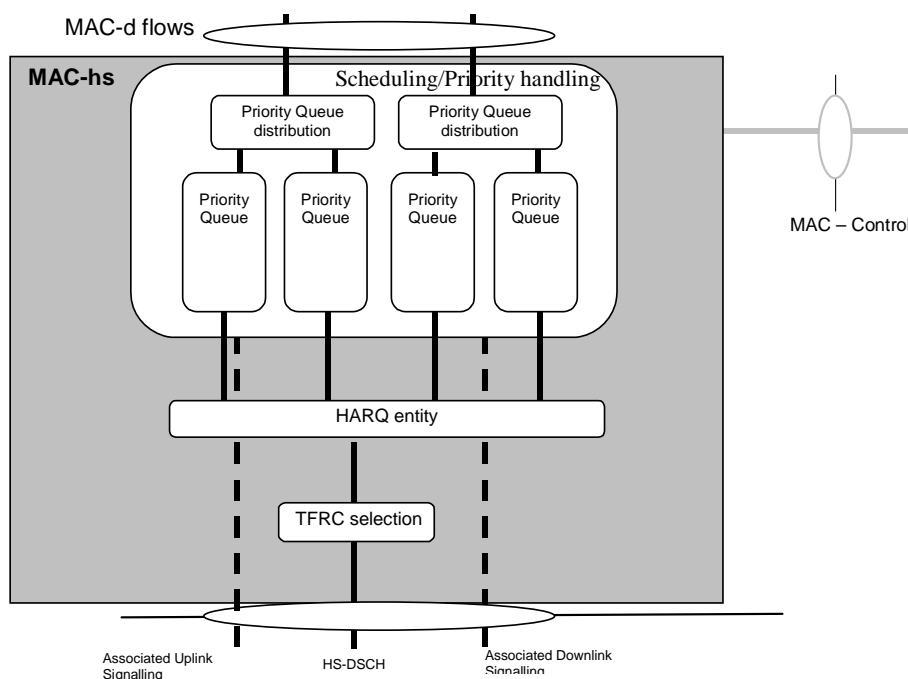 MAC-d flows
MAC-hs
Scheduling/Priority handling
Priority Queue
distribution
Priority Queue
distribution
Priority
Queue
Priority
Queue
Priority
Queue
Priority
Queue
MAC – Control
HARQ entity
TFRC selection
Associated Uplink
Signalling
HS-DSCH
Associated Downlink
Signalling